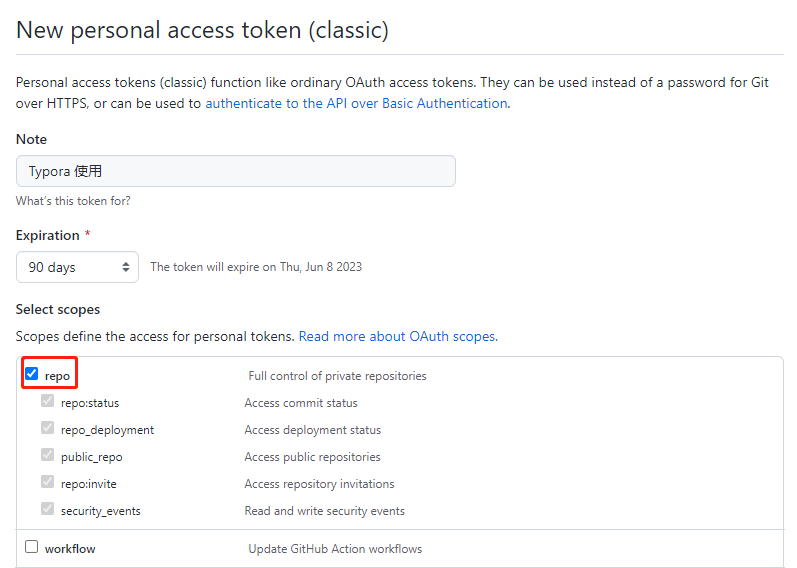 New personal access token (classic)
Personal access tokens (classic) function like ordinary OAuth access tokens. They can be used instead of a password for Git
over HTTPS, or can be used to authenticate to the API over Basic Authentication.
Note
Typora 使用
What's this token for?
Expiration *
90 days The token will expire on Thu, Jun 8 2023
Select scopes
Scopes define the access for personal tokens. Read more about OAuth scopes.
repo Full control of private repositories
repo:status Access commit status
repo_deployment Access deployment status
public_repo Access public repositories
repo:invite Access repository invitations
security_events Read and write security events
workflow Update GitHub Action workflows